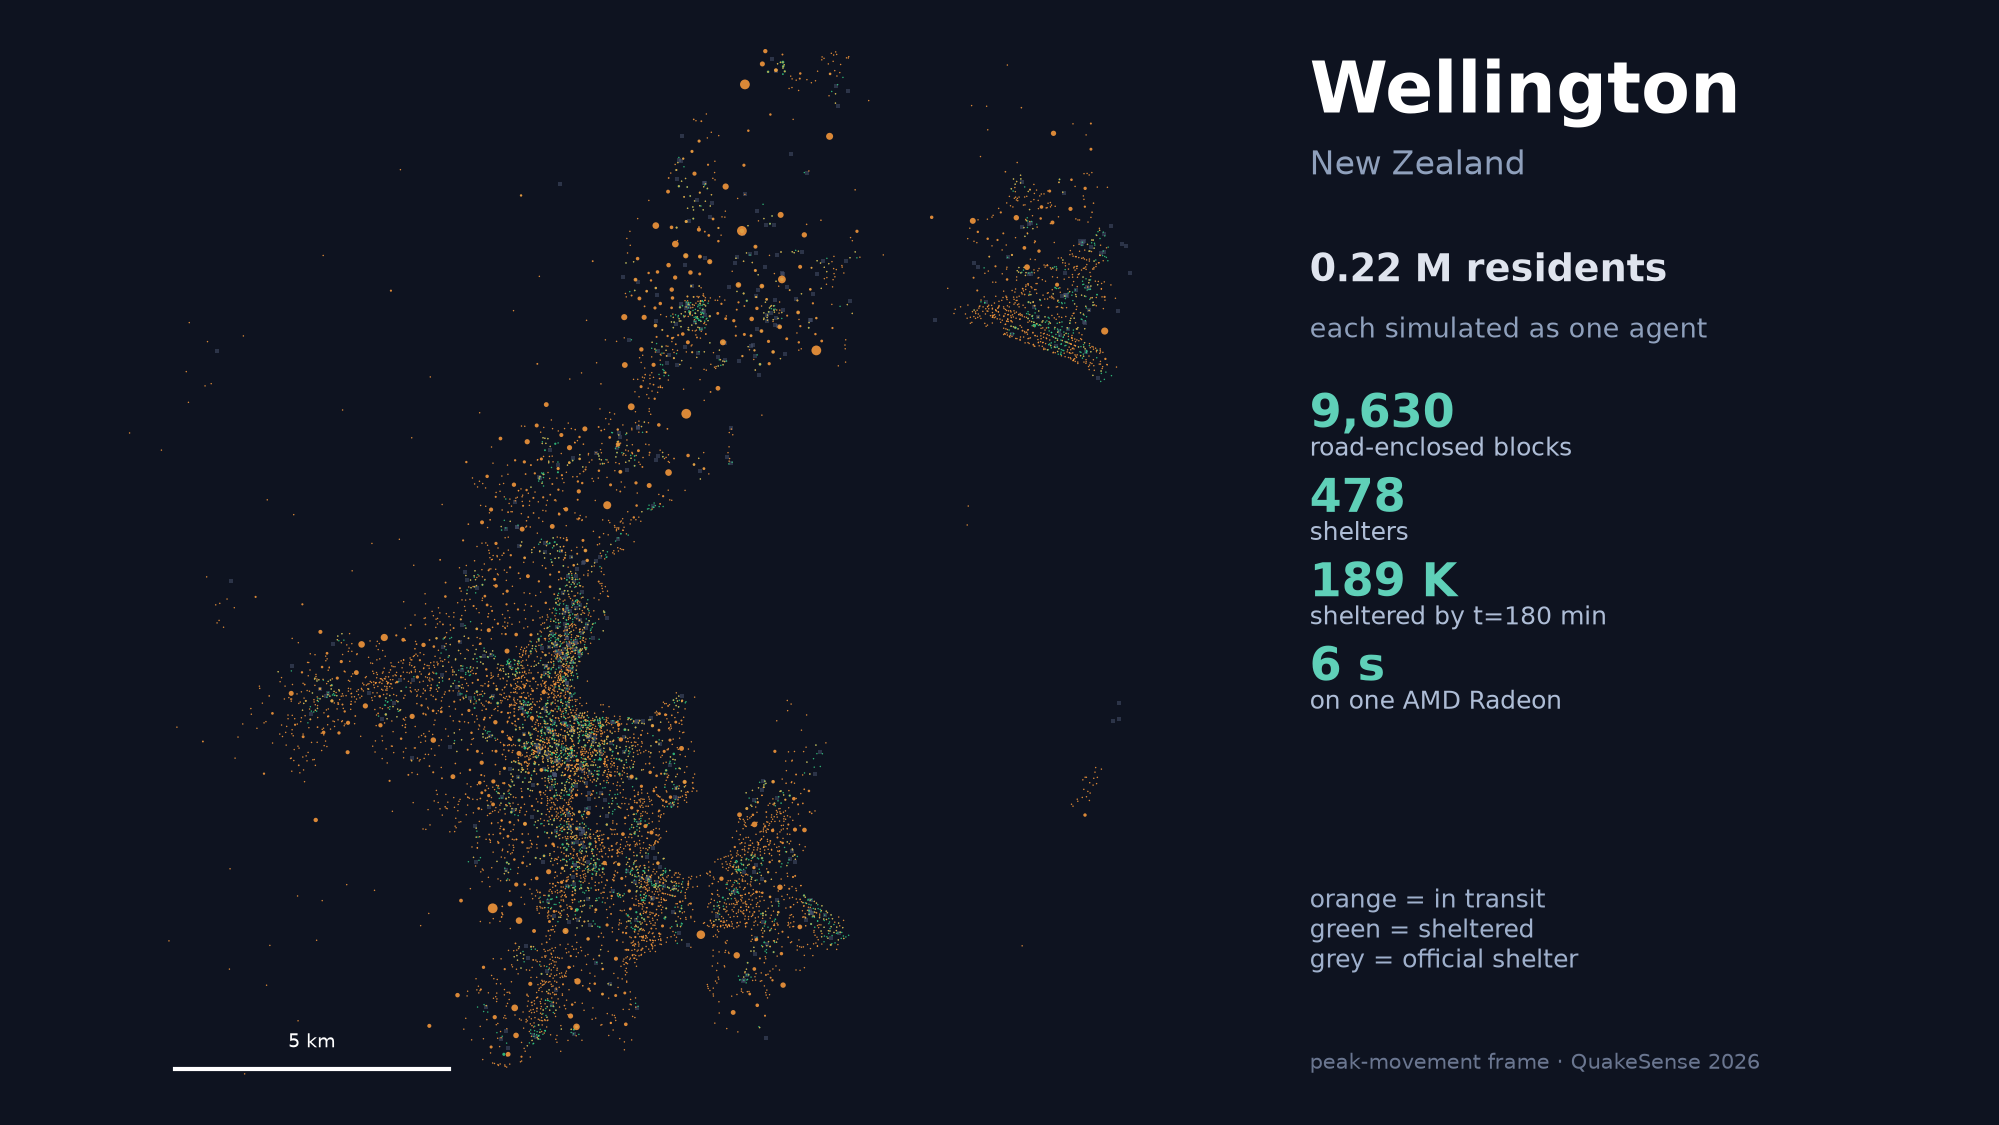 Wellington
New Zealand
0.22 M residents
each simulated as one agent
9,630
road-enclosed blocks
478
shelters
189 K
sheltered by t=180 min
6 s
on one AMD Radeon
orange = in transit
green = sheltered
grey = official shelter
5 km
peak-movement frame · QuakeSense 2026